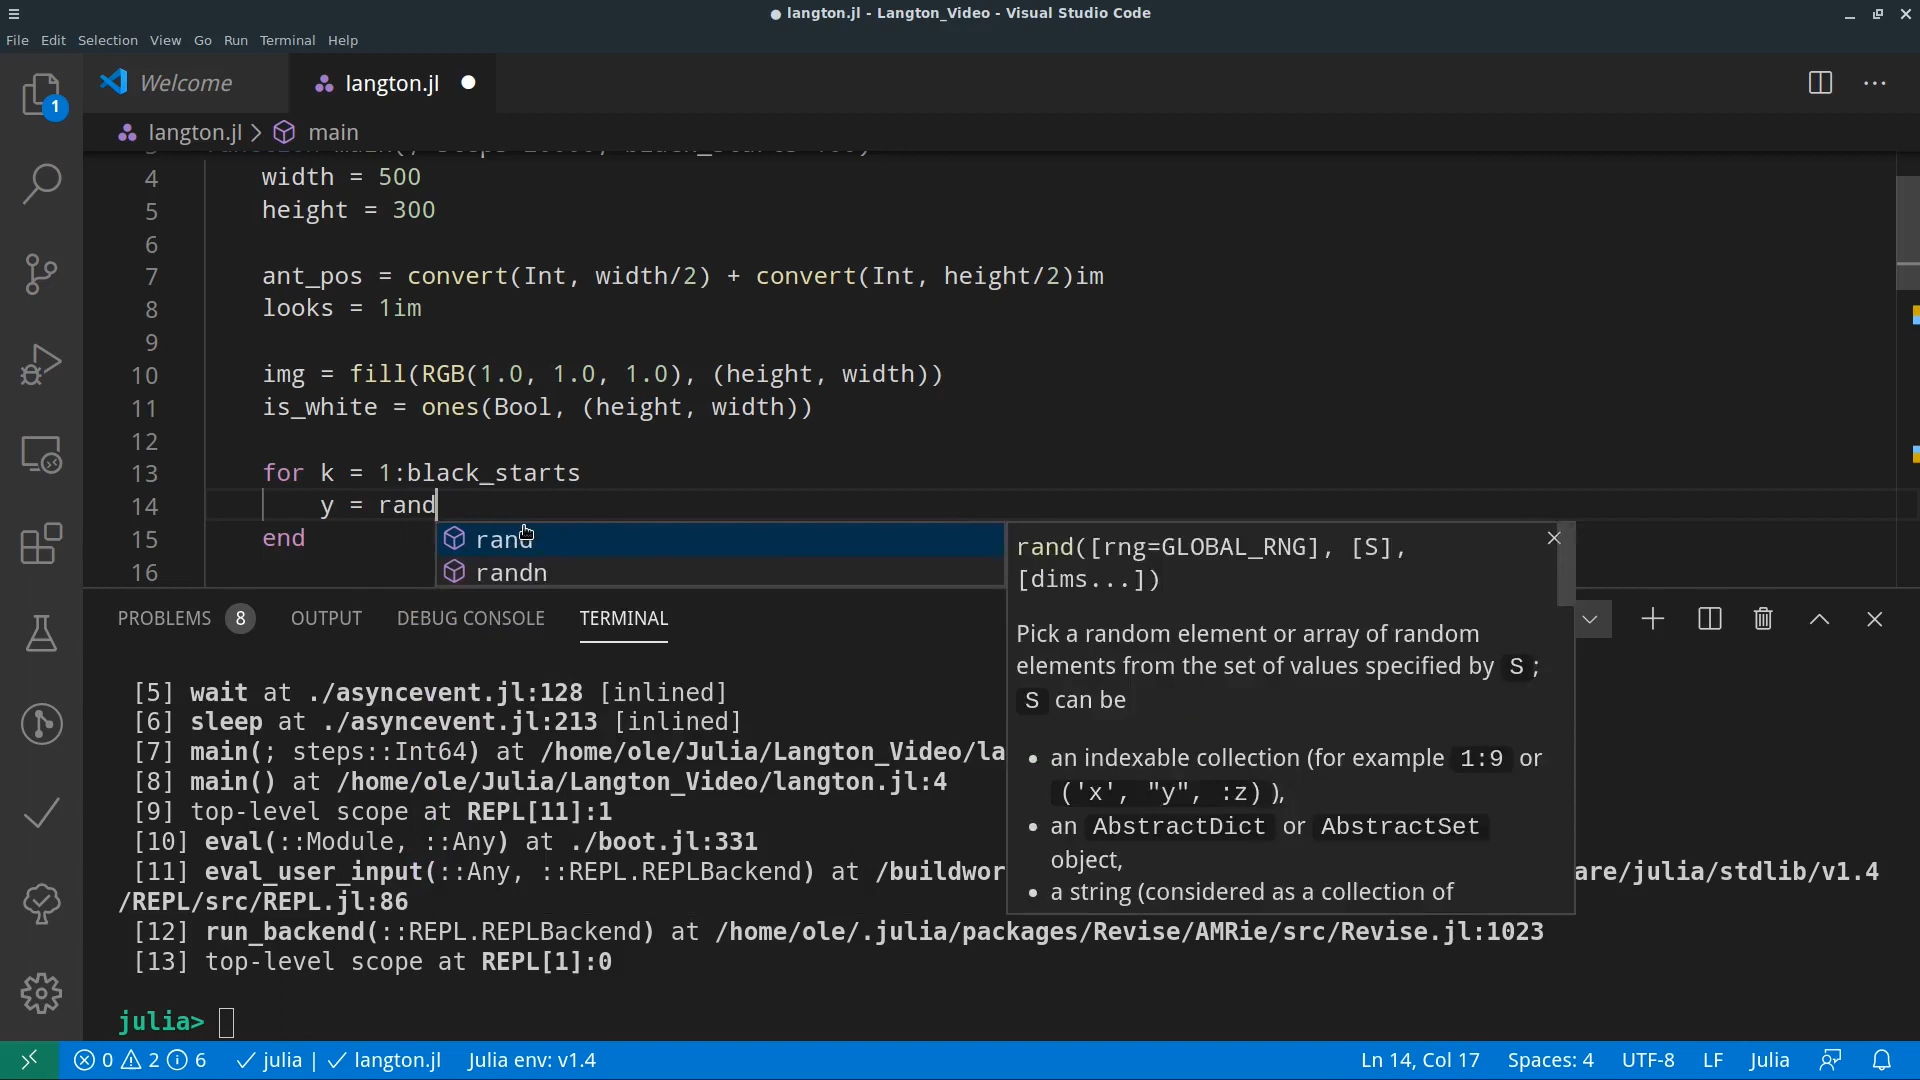 ● langton.jl - Langton_Video - Visual Studio Code
File Edit Selection View Go Run Terminal Help
1
Welcome
langton.jl
langton.jl > main
4 width = 500
5 height = 300
6
7 ant_pos = convert(Int, width/2) + convert(Int, height/2)im
8 looks = 1im
9
10 img = fill(RGB(1.0, 1.0, 1.0), (height, width))
11 is_white = ones(Bool, (height, width))
12
13 for k = 1:black_starts
14 y = rand
15 end
16
rand
randn
rand([rng=GLOBAL_RNG], [S],
[dims...])
Pick a random element or array of random
elements from the set of values specified by S;
S can be
• an indexable collection (for example 1:9 or
('x', "y", :z) ),
• an AbstractDict or AbstractSet
object,
• a string (considered as a collection of
PROBLEMS 8 OUTPUT DEBUG CONSOLE TERMINAL
[5] wait at ./asyncevent.jl:128 [inlined]
[6] sleep at ./asyncevent.jl:213 [inlined]
[7] main(; steps::Int64) at /home/ole/Julia/Langton_Video/la
[8] main() at /home/ole/Julia/Langton_Video/langton.jl:4
[9] top-level scope at REPL[11]:1
[10] eval(::Module, ::Any) at ./boot.jl:331
[11] eval_user_input(::Any, ::REPL.REPLBackend) at /buildwor are/julia/stdlib/v1.4
/REPL/src/REPL.jl:86
[12] run_backend(::REPL.REPLBackend) at /home/ole/.julia/packages/Revise/AMRie/src/Revise.jl:1023
[13] top-level scope at REPL[1]:0
julia>
0 2 6 julia | langton.jl Julia env: v1.4 Ln 14, Col 17 Spaces: 4 UTF-8 LF Julia